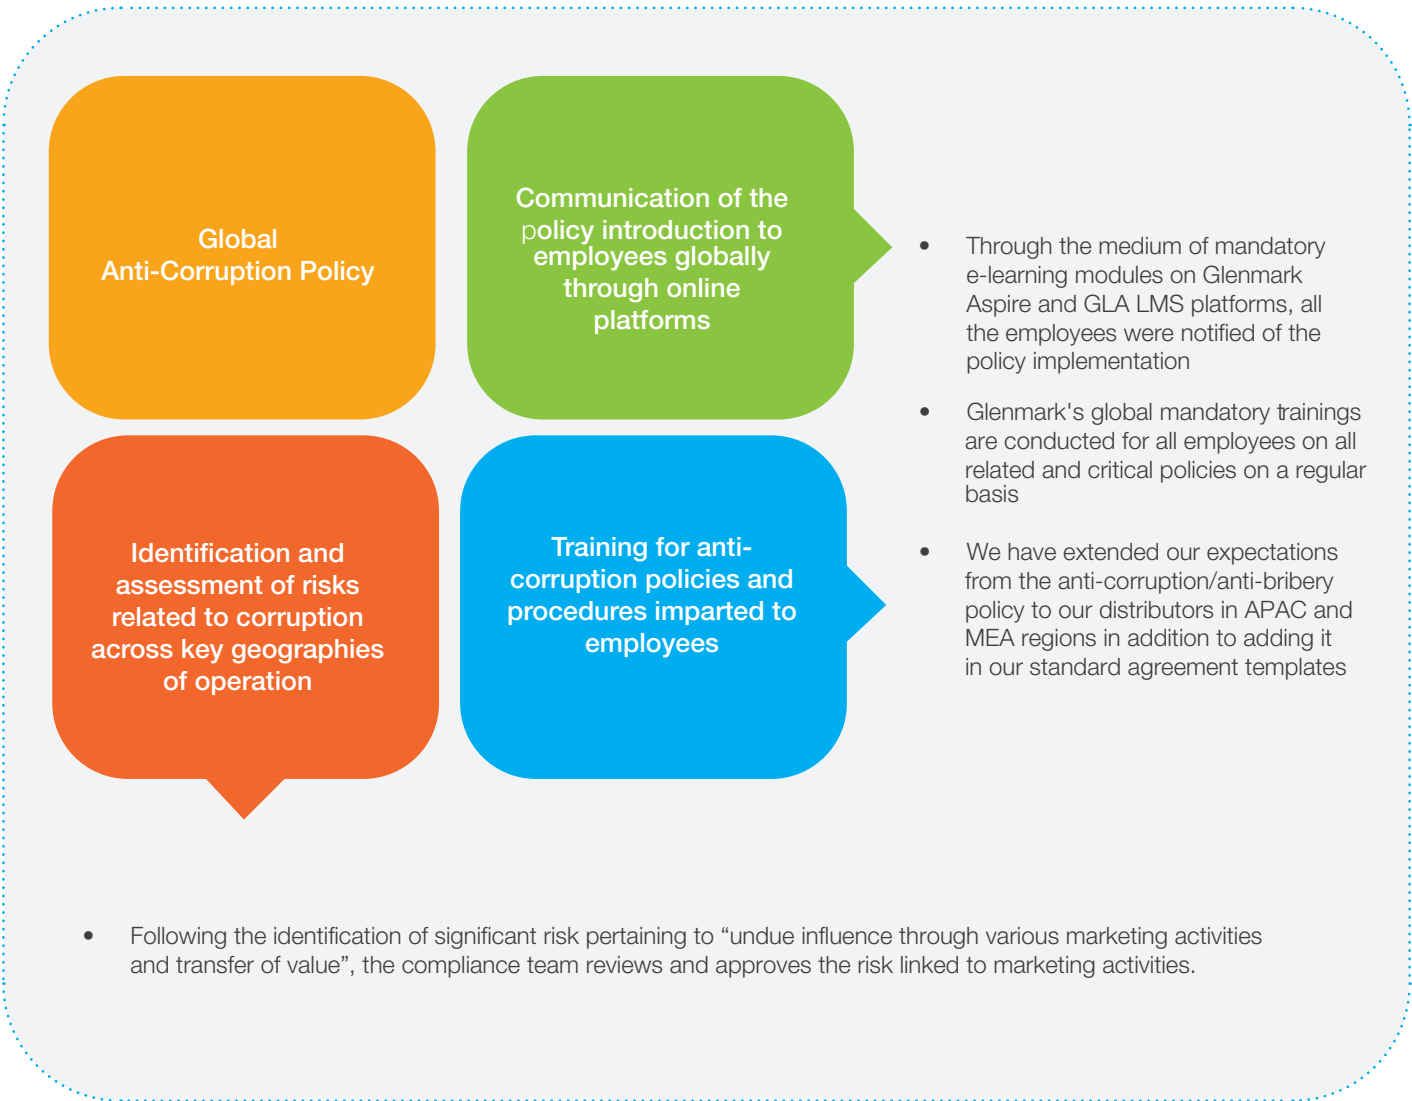 Global
Anti-Corruption Policy
Communication of the
policy introduction to
employees globally
through online
platforms
• Through the medium of mandatory
e-learning modules on Glenmark
Aspire and GLA LMS platforms, all
the employees were notified of the
policy implementation
• Glenmark's global mandatory trainings
are conducted for all employees on all
related and critical policies on a regular
basis
• We have extended our expectations
from the anti-corruption/anti-bribery
policy to our distributors in APAC and
MEA regions in addition to adding it
in our standard agreement templates
Identification and
assessment of risks
related to corruption
across key geographies
of operation
Training for anti-
corruption policies and
procedures imparted to
employees
• Following the identification of significant risk pertaining to “undue influence through various marketing activities
and transfer of value”, the compliance team reviews and approves the risk linked to marketing activities.